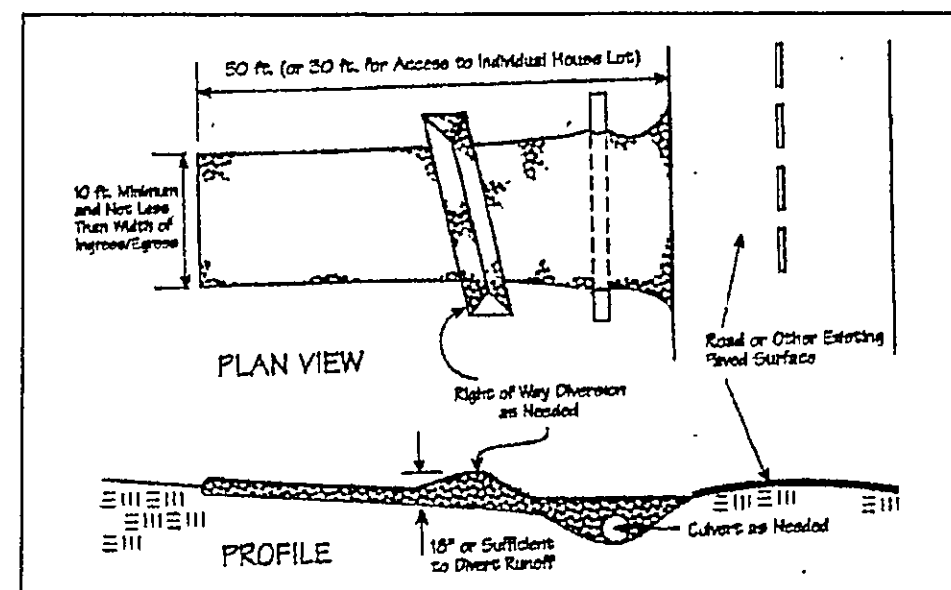 50 ft. (or 30 ft. for Access to Individual House Lot)
10 ft. Minimum
and Not Less
Than Width of
Ingress/Egress
PLAN VIEW
Road or Other Existing
Paved Surface
Right of Way Diversion
as Needed
Culvert as Needed
18" or Sufficient
to Divert Runoff
PROFILE